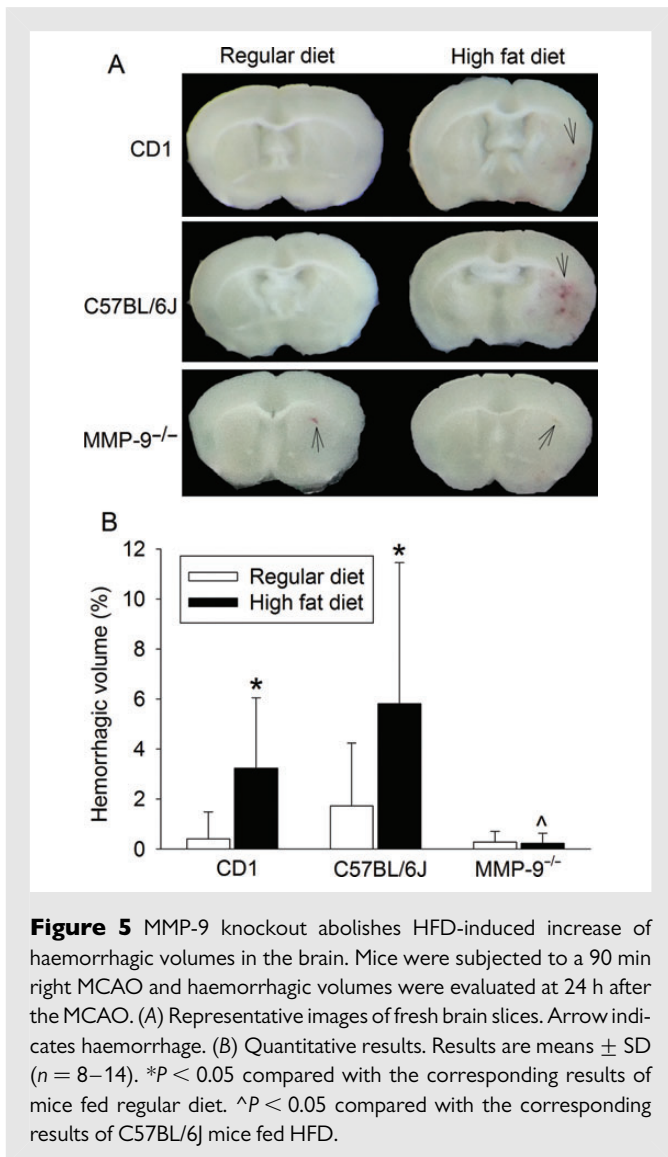 A
Regular diet
High fat diet
CD1
C57BL/6J
MMP-9⁻/⁻
B
Hemorrhagic volume (%)
12
10
8
6
4
2
0
Regular diet
High fat diet
*
*
^
CD1
C57BL/6J
MMP-9⁻/⁻
Figure 5 MMP-9 knockout abolishes HFD-induced increase of
haemorrhagic volumes in the brain. Mice were subjected to a 90 min
right MCAO and haemorrhagic volumes were evaluated at 24 h after
the MCAO. (A) Representative images of fresh brain slices. Arrow indi-
cates haemorrhage. (B) Quantitative results. Results are means ± SD
(n = 8–14). *P < 0.05 compared with the corresponding results of
mice fed regular diet. ^P < 0.05 compared with the corresponding
results of C57BL/6J mice fed HFD.